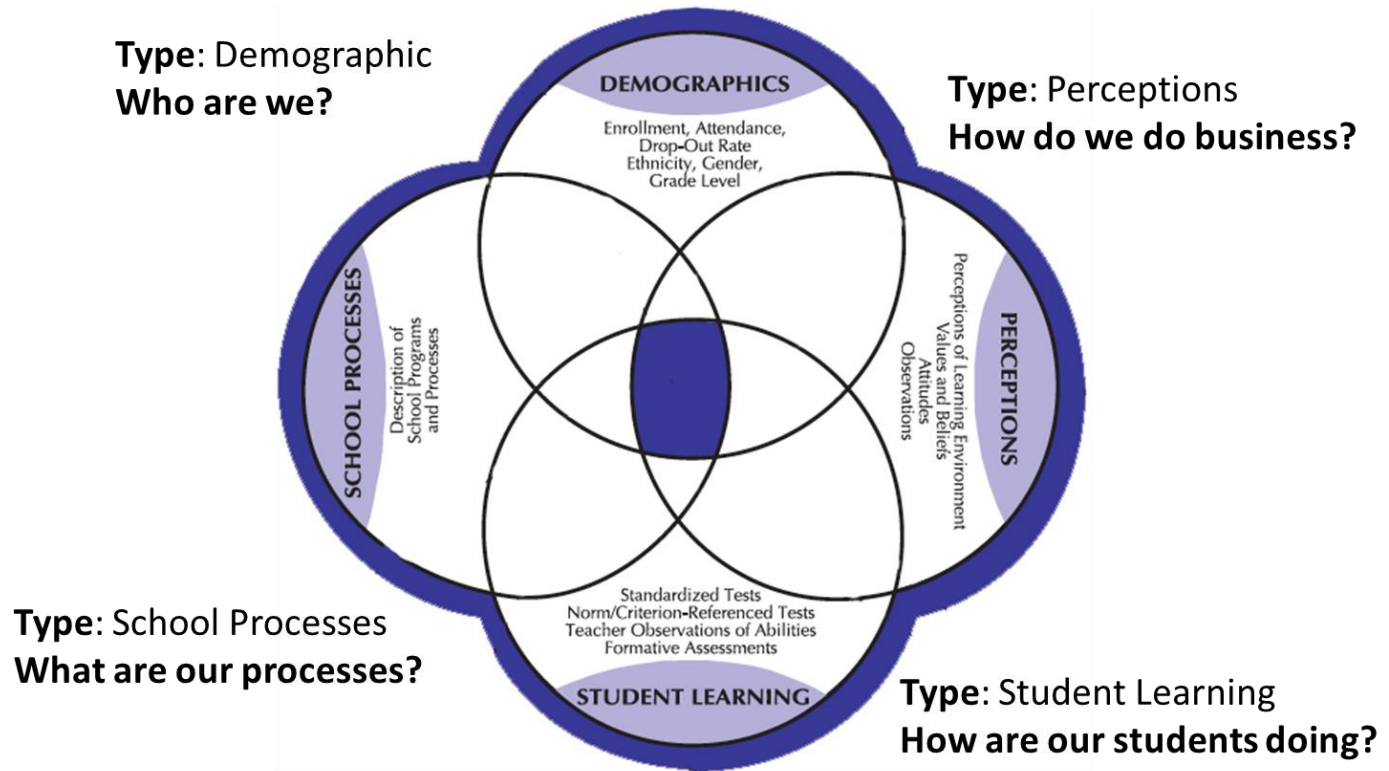 Type: Demographic
Who are we?
Type: Perceptions
How do we do business?
DEMOGRAPHICS
Enrollment, Attendance,
Drop-Out Rate
Ethnicity, Gender,
Grade Level
SCHOOL PROCESSES
Description of
School Programs
and Processes
PERCEPTIONS
Perceptions of Learning Environment
Values and Beliefs
Attitudes
Observations
Standardized Tests
Norm/Criterion-Referenced Tests
Teacher Observations of Abilities
Formative Assessments
STUDENT LEARNING
Type: School Processes
What are our processes?
Type: Student Learning
How are our students doing?